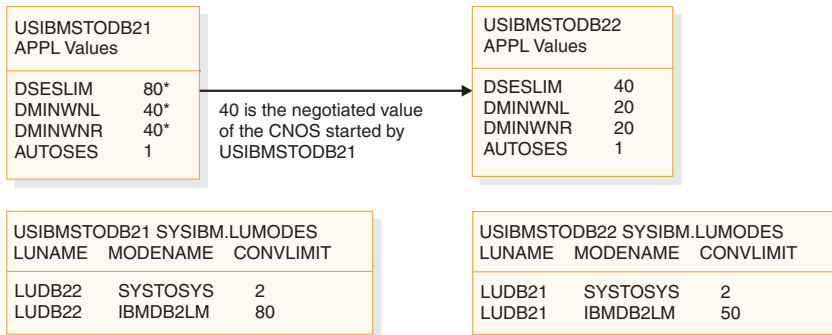 USIBMSTODB21
APPL Values
DSESLIM 80*
DMINWNL 40*
DMINWNR 40*
AUTOSES 1
40 is the negotiated value
of the CNOS started by
USIBMSTODB21
USIBMSTODB22
APPL Values
DSESLIM 40
DMINWNL 20
DMINWNR 20
AUTOSES 1
USIBMSTODB21 SYSIBM.LUMODES
LUNAME MODENAME CONVLIMIT
LUDB22 SYSTOSYS 2
LUDB22 IBMDB2LM 80
USIBMSTODB22 SYSIBM.LUMODES
LUNAME MODENAME CONVLIMIT
LUDB21 SYSTOSYS 2
LUDB21 IBMDB2LM 50